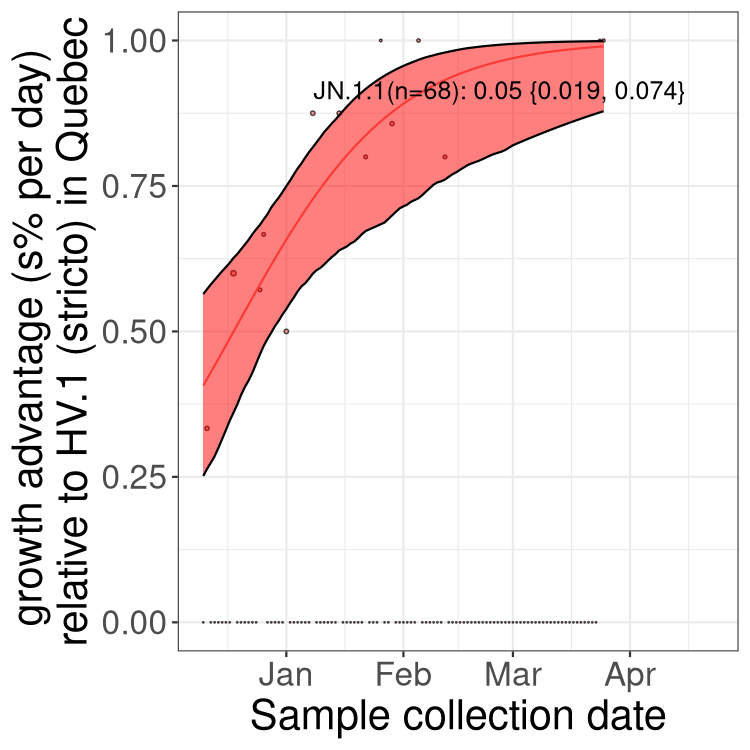 growth advantage (s% per day)
relative to HV.1 (stricto) in Quebec
1.00
0.75
0.50
0.25
0.00
JN.1.1(n=68): 0.05 {0.019, 0.074}
Jan Feb Mar Apr
Sample collection date